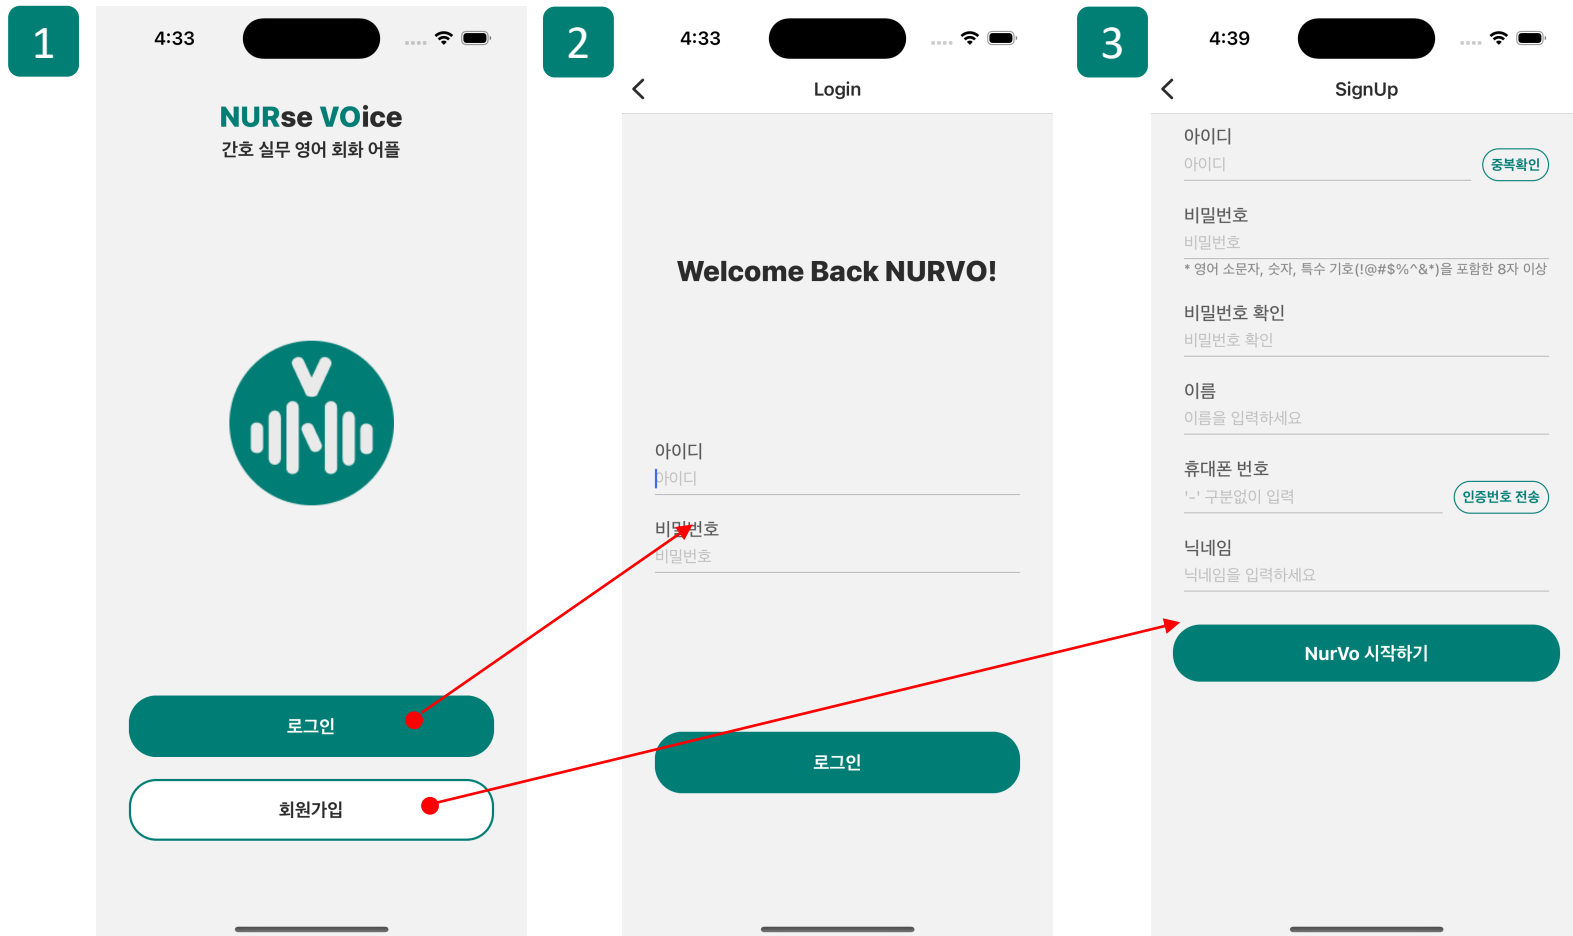 1
4:33
NURse VOice
간호 실무 영어 회화 어플
로그인
회원가입
2
4:33
Login
Welcome Back NURVO!
아이디
아이디
비밀번호
비밀번호
로그인
3
4:39
SignUp
아이디
아이디
중복확인
비밀번호
비밀번호
* 영어 소문자, 숫자, 특수 기호(!@#$%^&*)을 포함한 8자 이상
비밀번호 확인
비밀번호 확인
이름
이름을 입력하세요
휴대폰 번호
'-' 구분없이 입력
인증번호 전송
닉네임
닉네임을 입력하세요
NurVo 시작하기